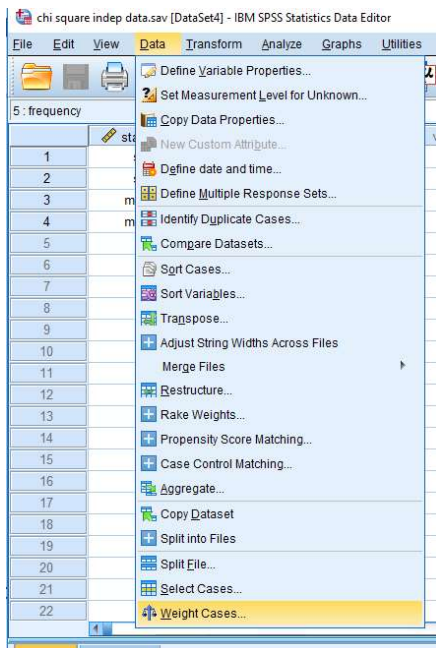 chi square indep data.sav [DataSet4] - IBM SPSS Statistics Data Editor
File Edit View Data Transform Analyze Graphs Utilities
5 : frequency
Define Variable Properties...
Set Measurement Level for Unknown...
Copy Data Properties...
New Custom Attribute...
Define date and time...
Define Multiple Response Sets...
Identify Duplicate Cases...
Compare Datasets...
Sort Cases...
Sort Variables...
Transpose...
Adjust String Widths Across Files
Merge Files
Restructure...
Rake Weights...
Propensity Score Matching...
Case Control Matching...
Aggregate...
Copy Dataset
Split into Files
Split File...
Select Cases...
Weight Cases...
sta
1 s
2 s
3 m
4 m
5
6
7
8
9
10
11
12
13
14
15
16
17
18
19
20
21
22